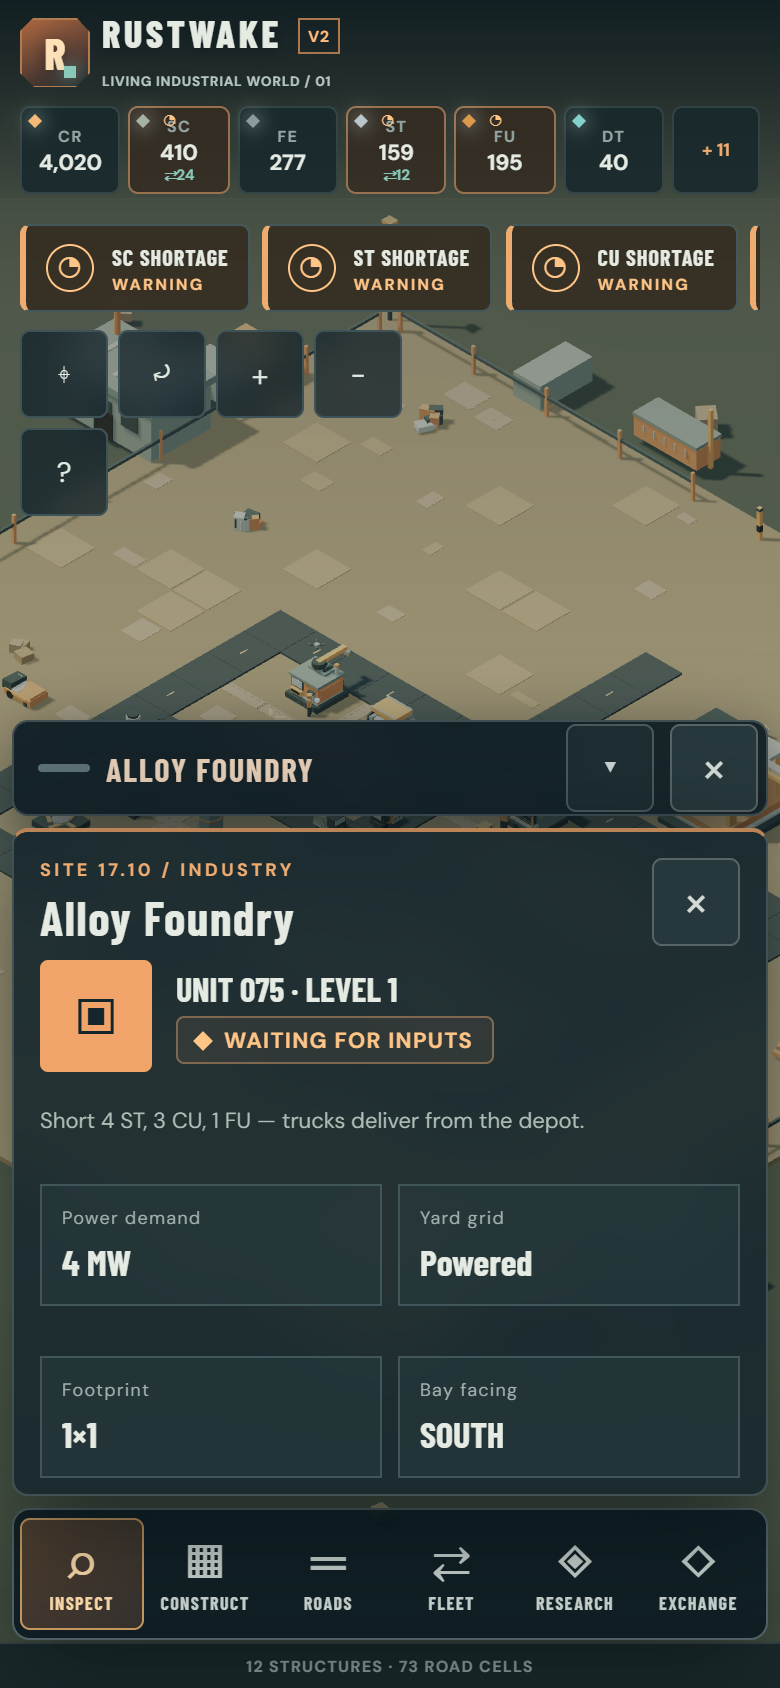 R
RUSTWAKE
V2
LIVING INDUSTRIAL WORLD / 01
CR
4,020
SC
410
⇄24
FE
277
ST
159
⇄12
FU
195
DT
40
+ 11
SC SHORTAGE
WARNING
ST SHORTAGE
WARNING
CU SHORTAGE
WARNING
+
−
?
ALLOY FOUNDRY
▼
×
SITE 17.10 / INDUSTRY
×
Alloy Foundry
UNIT 075 · LEVEL 1
◆ WAITING FOR INPUTS
Short 4 ST, 3 CU, 1 FU — trucks deliver from the depot.
Power demand
4 MW
Yard grid
Powered
Footprint
1×1
Bay facing
SOUTH
INSPECT
CONSTRUCT
ROADS
FLEET
RESEARCH
EXCHANGE
12 STRUCTURES · 73 ROAD CELLS